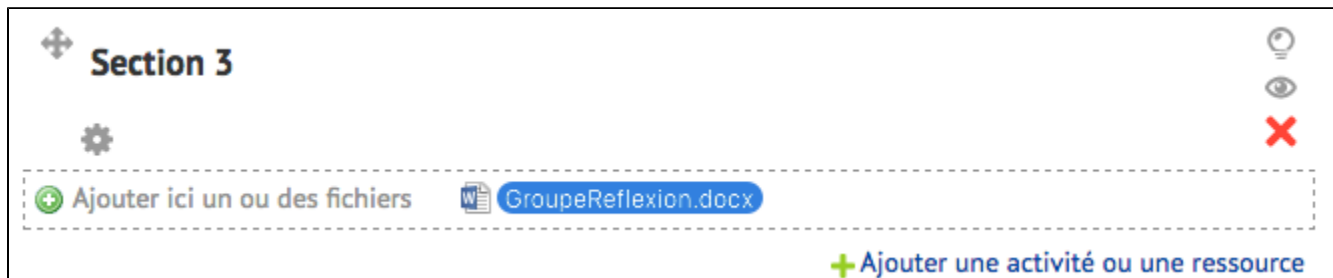 Section 3
Ajouter ici un ou des fichiers GroupeReflexion.docx
Ajouter une activité ou une ressource